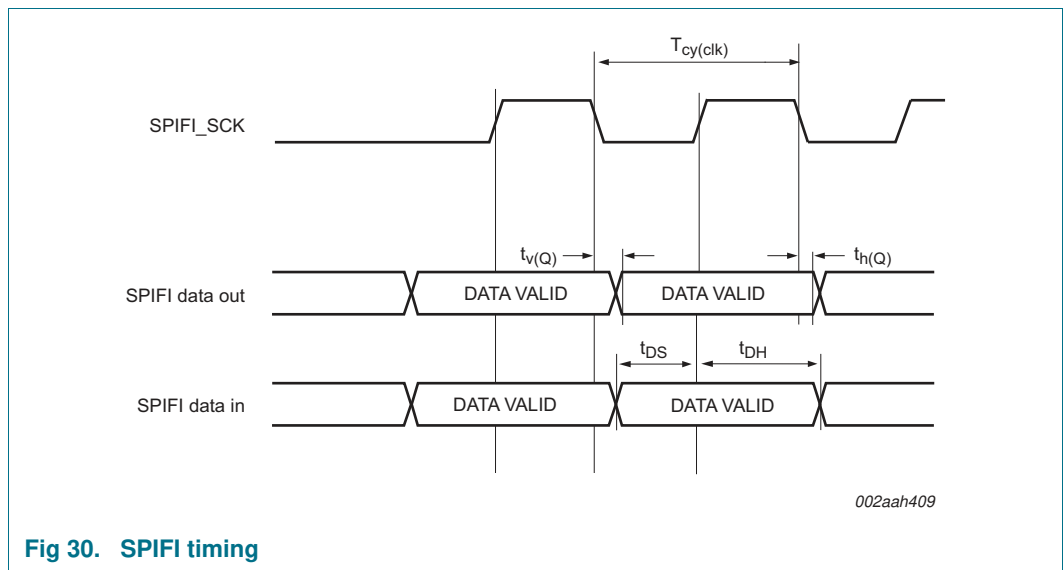 Tcy(clk)
SPIFI_SCK
tv(Q)
th(Q)
SPIFI data out
DATA VALID
DATA VALID
tDS
tDH
SPIFI data in
DATA VALID
DATA VALID
002aah409
Fig 30. SPIFI timing